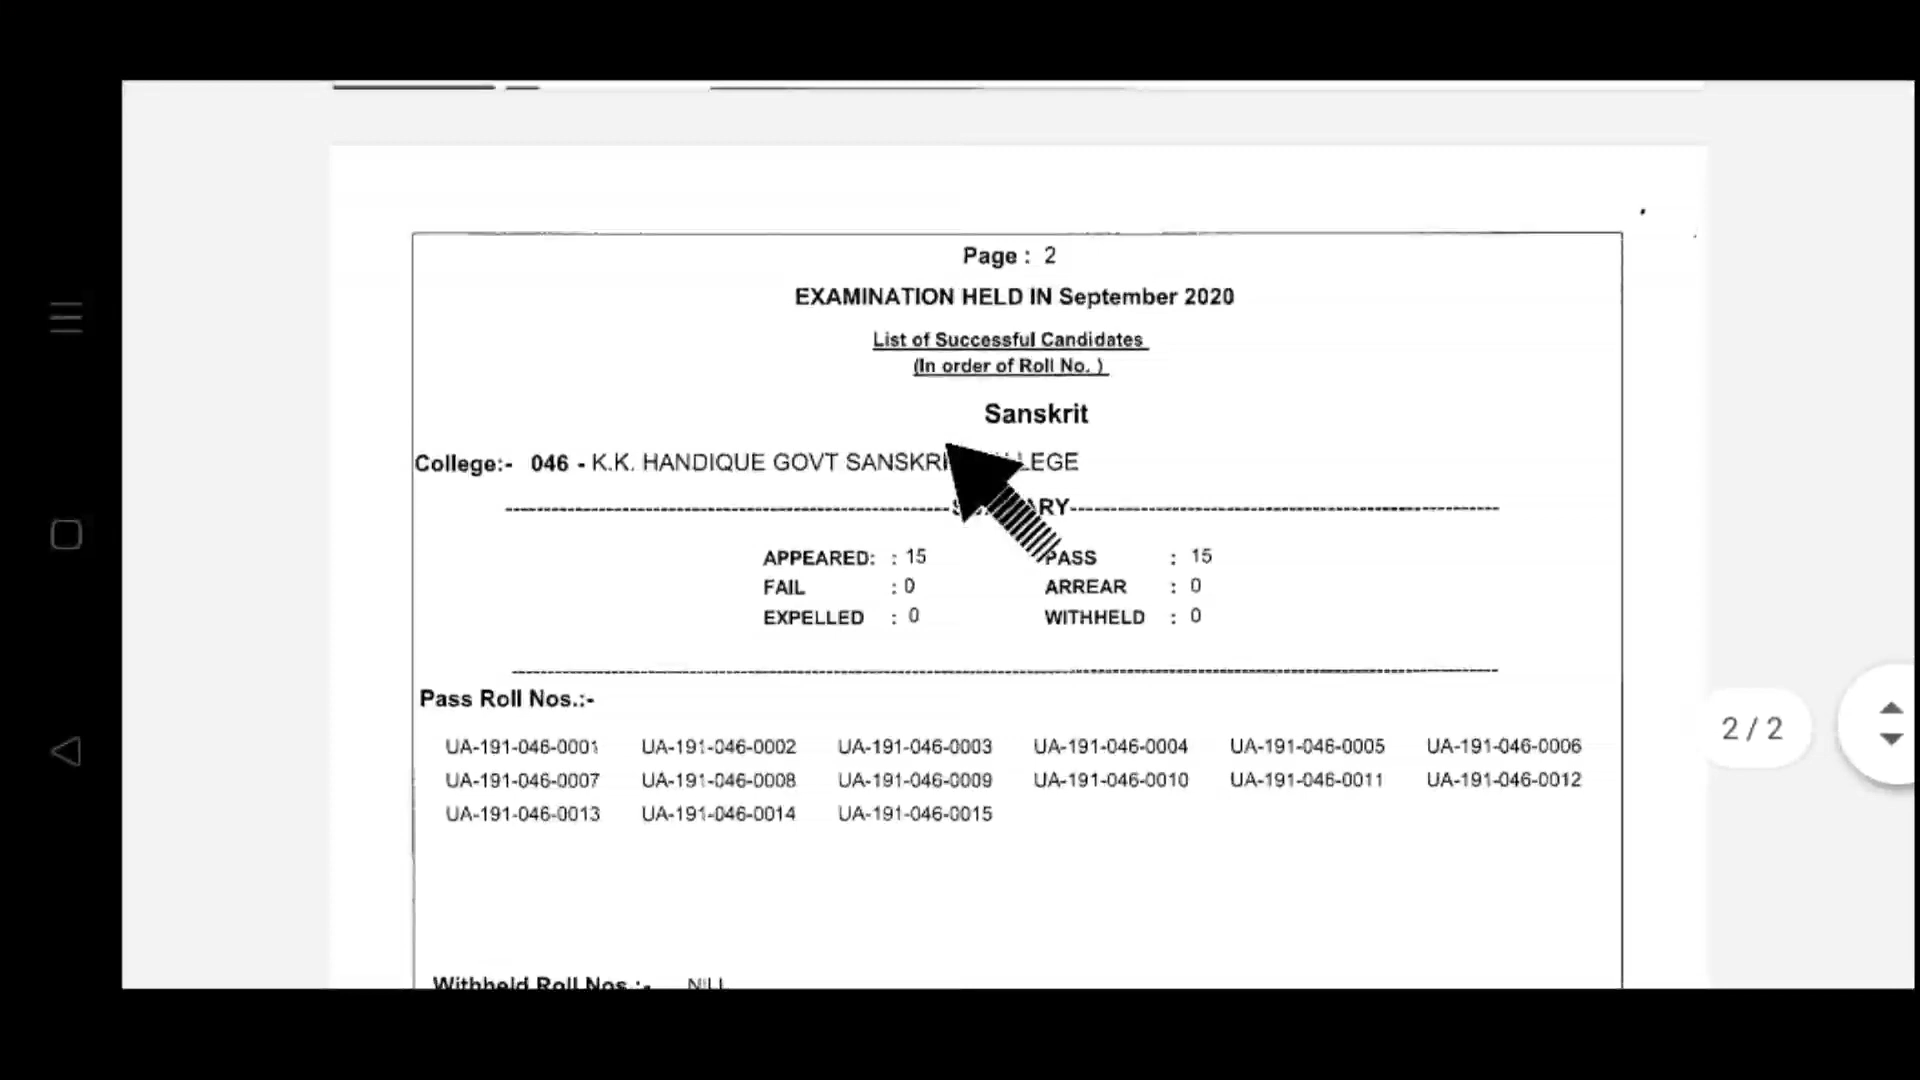 Page : 2
EXAMINATION HELD IN September 2020
List of Successful Candidates
(In order of Roll No. )
Sanskrit
College:- 046 - K.K. HANDIQUE GOVT
APPEARED: : 15 PASS : 15
FAIL : 0 ARREAR : 0
EXPELLED : 0 WITHHELD : 0
Pass Roll Nos.:-
UA-191-046-0001 UA-191-046-0002 UA-191-046-0003 UA-191-046-0004 UA-191-046-0005 UA-191-046-0006
UA-191-046-0007 UA-191-046-0008 UA-191-046-0009 UA-191-046-0010 UA-191-046-0011 UA-191-046-0012
UA-191-046-0013 UA-191-046-0014 UA-191-046-0015
Withheld Roll Nos.:- NILL
2 / 2